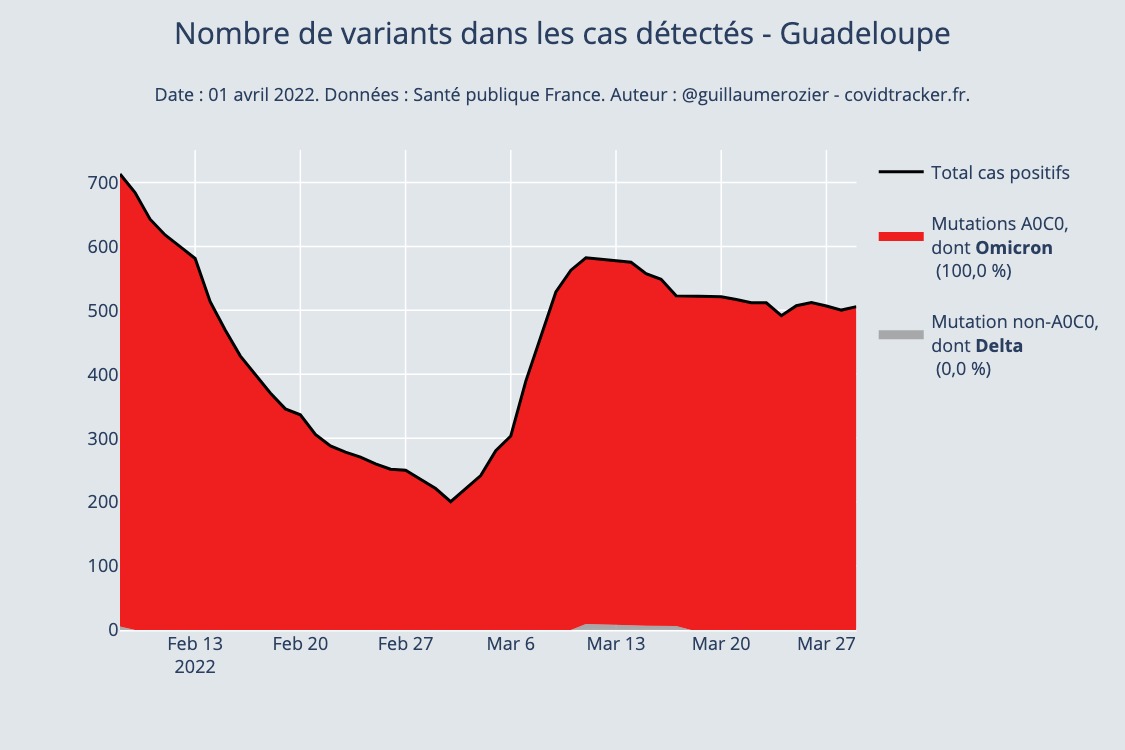 Nombre de variants dans les cas détectés - Guadeloupe
Date : 01 avril 2022. Données : Santé publique France. Auteur : @guillaumerozier - covidtracker.fr.
700
600
500
400
300
200
100
0
Feb 13
2022
Feb 20
Feb 27
Mar 6
Mar 13
Mar 20
Mar 27
Total cas positifs
Mutations A0C0,
dont Omicron
(100,0 %)
Mutation non-A0C0,
dont Delta
(0,0 %)